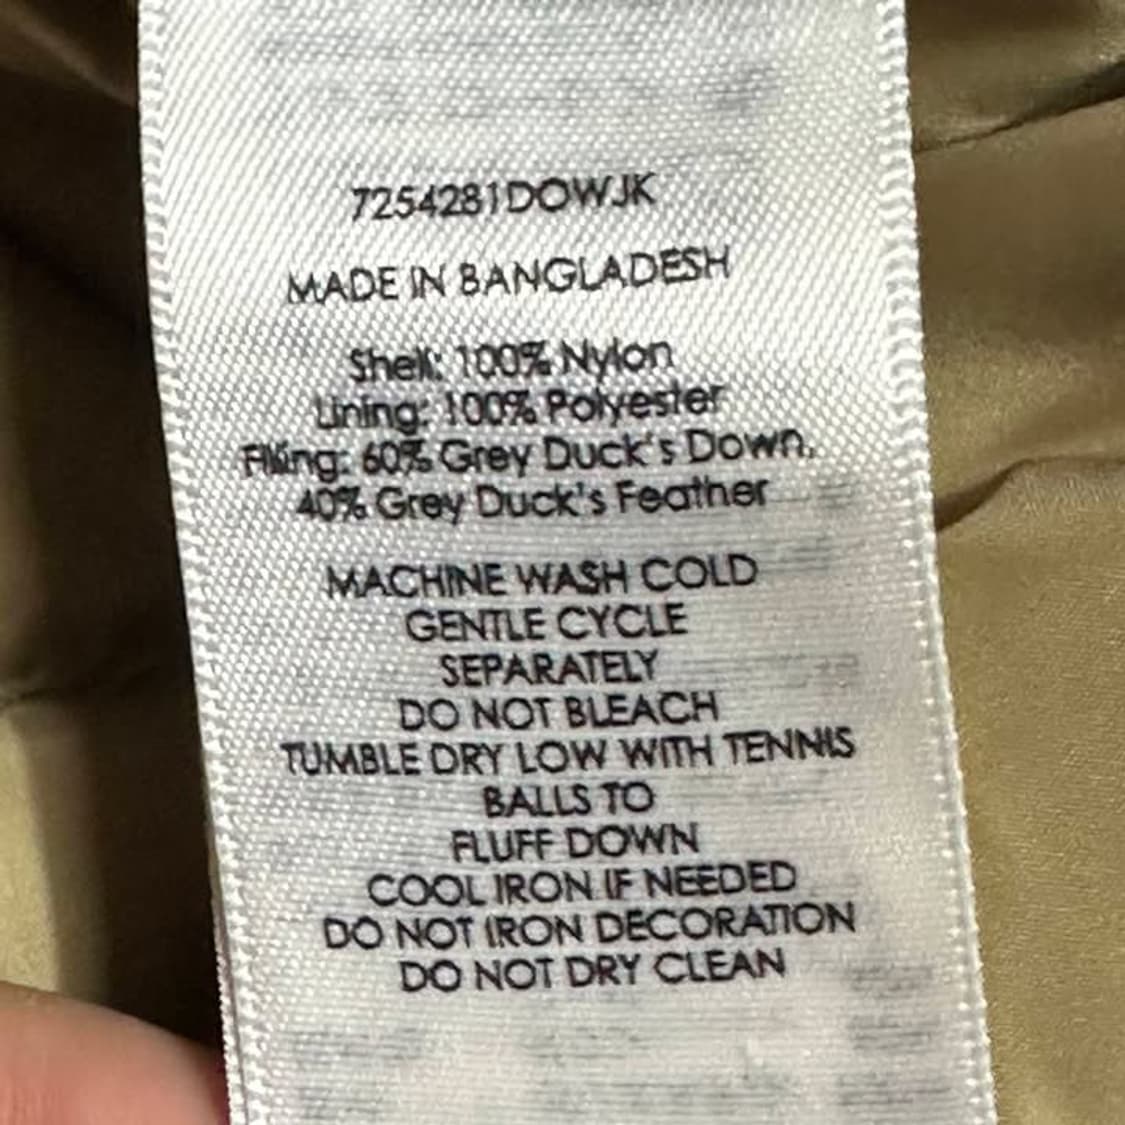 7254281DOWJK
MADE IN BANGLADESH
Shell: 100% Nylon
Lining: 100% Polyester
Filling: 60% Grey Duck's Down,
40% Grey Duck's Feather
MACHINE WASH COLD
GENTLE CYCLE
SEPARATELY
DO NOT BLEACH
TUMBLE DRY LOW WITH TENNIS
BALLS TO
FLUFF DOWN
COOL IRON IF NEEDED
DO NOT IRON DECORATION
DO NOT DRY CLEAN